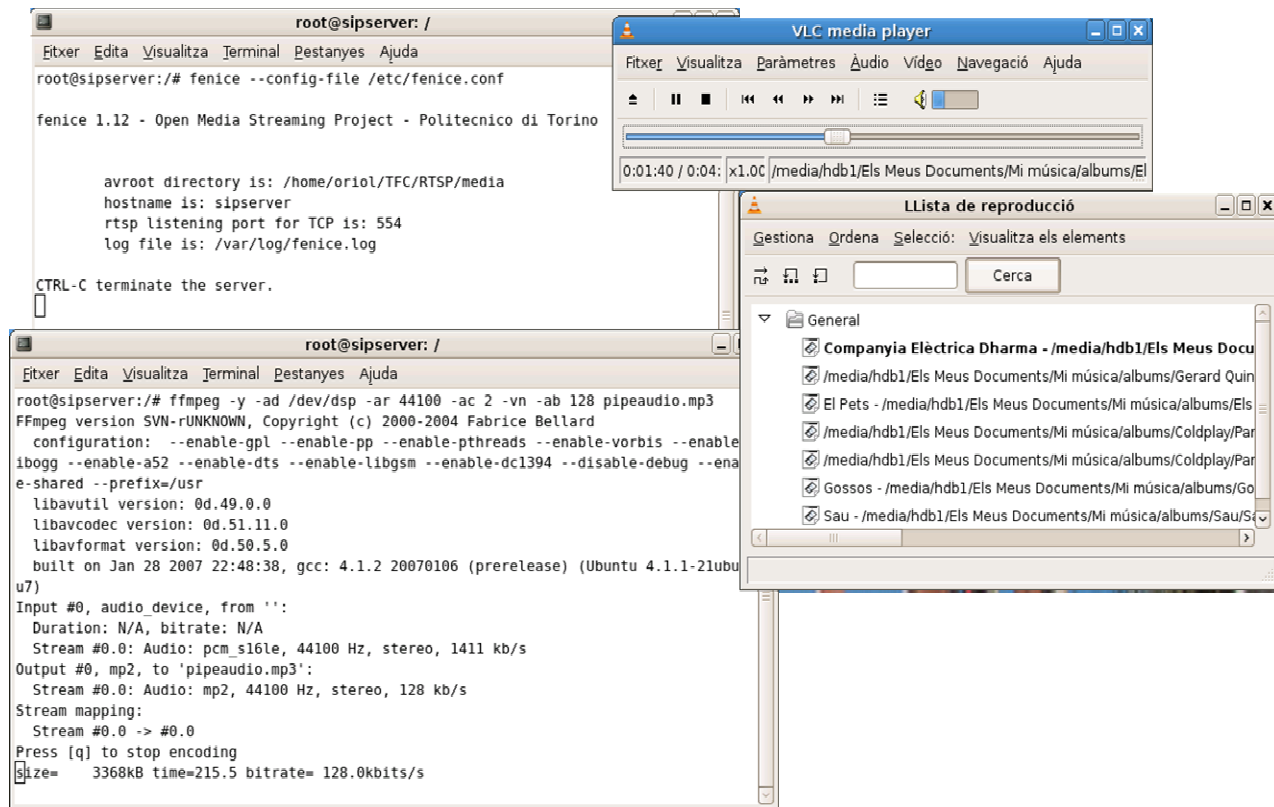 root@sipserver: /
Fitxer Edita Visualitza Terminal Pestanyes Ajuda
root@sipserver:/# fenice --config-file /etc/fenice.conf
fenice 1.12 - Open Media Streaming Project - Politecnico di Torino
avroot directory is: /home/oriol/TFC/RTSP/media
hostname is: sipserver
rtsp listening port for TCP is: 554
log file is: /var/log/fenice.log
CTRL-C terminate the server.
VLC media player
Fitxer Visualitza Paràmetres Àudio Vídeo Navegació Ajuda
0:01:40 / 0:04: x1.00 /media/hdb1/Els Meus Documents/Mi música/albums/El
LLista de reproducció
Gestiona Ordena Selecció: Visualitza els elements
Cerca
General
Companyia Elèctrica Dharma - /media/hdb1/Els Meus Docu
/media/hdb1/Els Meus Documents/Mi música/albums/Gerard Quin
El Pets - /media/hdb1/Els Meus Documents/Mi música/albums/Els
/media/hdb1/Els Meus Documents/Mi música/albums/Coldplay/Par
/media/hdb1/Els Meus Documents/Mi música/albums/Coldplay/Par
Gossos - /media/hdb1/Els Meus Documents/Mi música/albums/Go
Sau - /media/hdb1/Els Meus Documents/Mi música/albums/Sau/Sa
root@sipserver: /
Fitxer Edita Visualitza Terminal Pestanyes Ajuda
root@sipserver:/# ffmpeg -y -ad /dev/dsp -ar 44100 -ac 2 -vn -ab 128 pipeaudio.mp3
FFmpeg version SVN-rUNKNOWN, Copyright (c) 2000-2004 Fabrice Bellard
configuration: --enable-gpl --enable-pp --enable-pthreads --enable-vorbis --enable
ibogg --enable-a52 --enable-dts --enable-libgsm --enable-dc1394 --disable-debug --ena
e-shared --prefix=/usr
libavutil version: 0d.49.0.0
libavcodec version: 0d.51.11.0
libavformat version: 0d.50.5.0
built on Jan 28 2007 22:48:38, gcc: 4.1.2 20070106 (prerelease) (Ubuntu 4.1.1-21ubu
u7)
Input #0, audio_device, from '':
Duration: N/A, bitrate: N/A
Stream #0.0: Audio: pcm_s16le, 44100 Hz, stereo, 1411 kb/s
Output #0, mp2, to 'pipeaudio.mp3':
Stream #0.0: Audio: mp2, 44100 Hz, stereo, 128 kb/s
Stream mapping:
Stream #0.0 -> #0.0
Press [q] to stop encoding
size= 3368kB time=215.5 bitrate= 128.0kbits/s